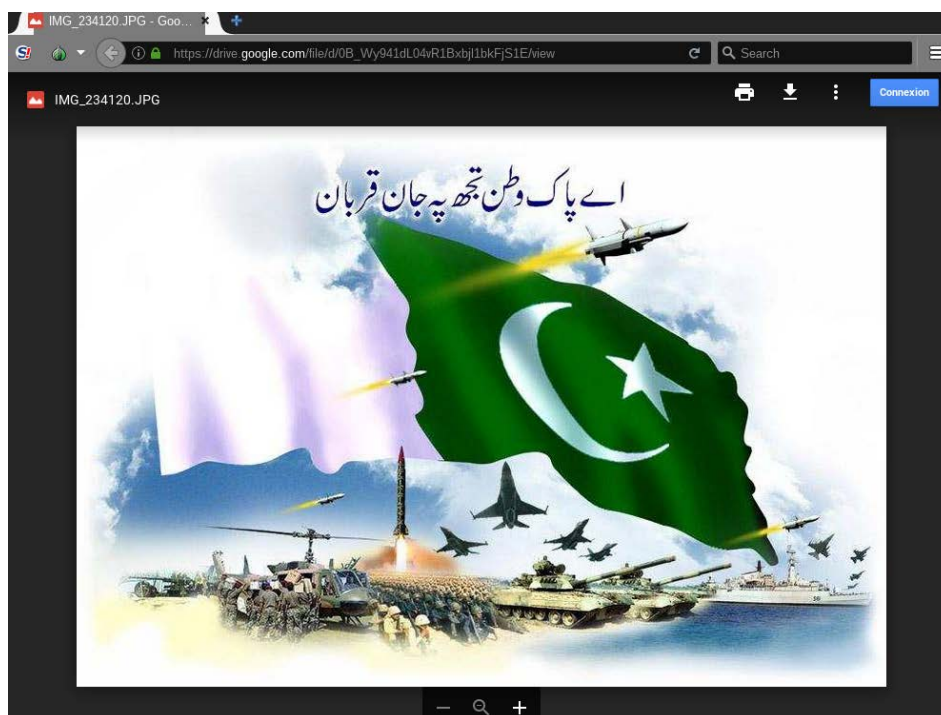 IMG_234120.JPG - Goo...
https://drive.google.com/file/d/0B_Wy941dL04vR1Bxbjl1bkFjS1E/view
Search
IMG_234120.JPG
Connexion
اے پاک وطن تجھ پہ جان قربان